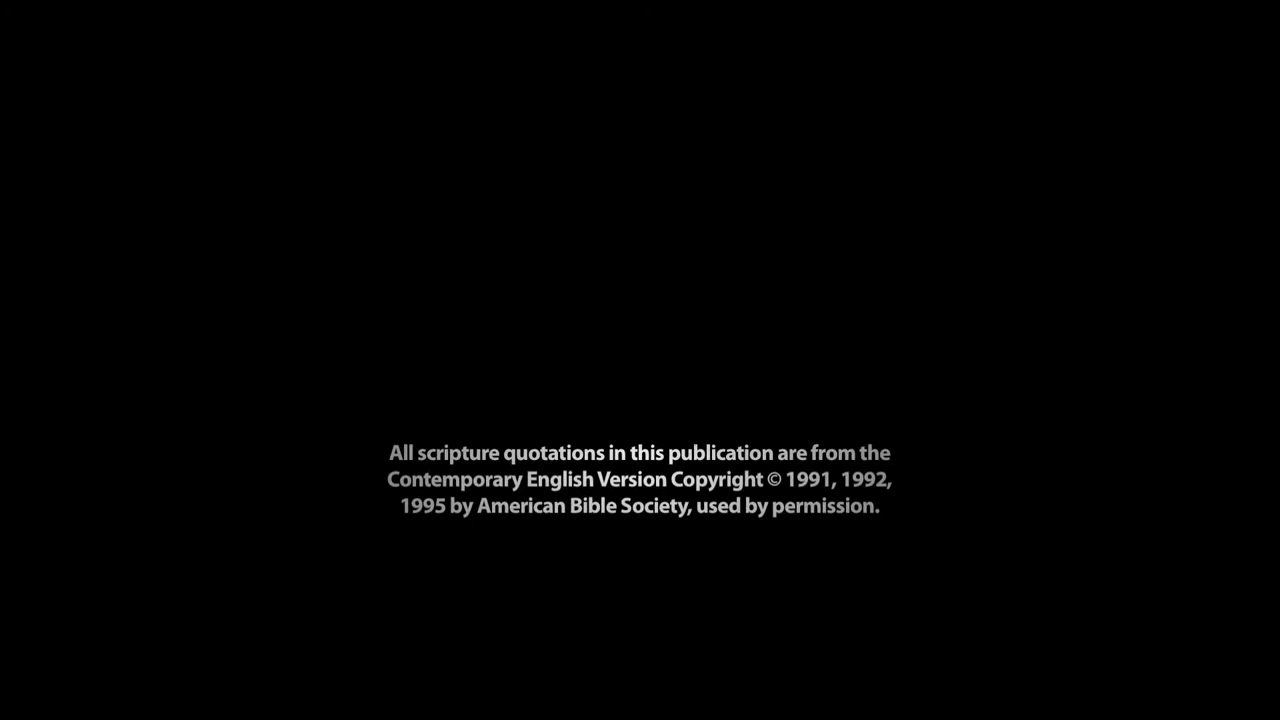 All scripture quotations in this publication are from the
Contemporary English Version Copyright © 1991, 1992,
1995 by American Bible Society, used by permission.